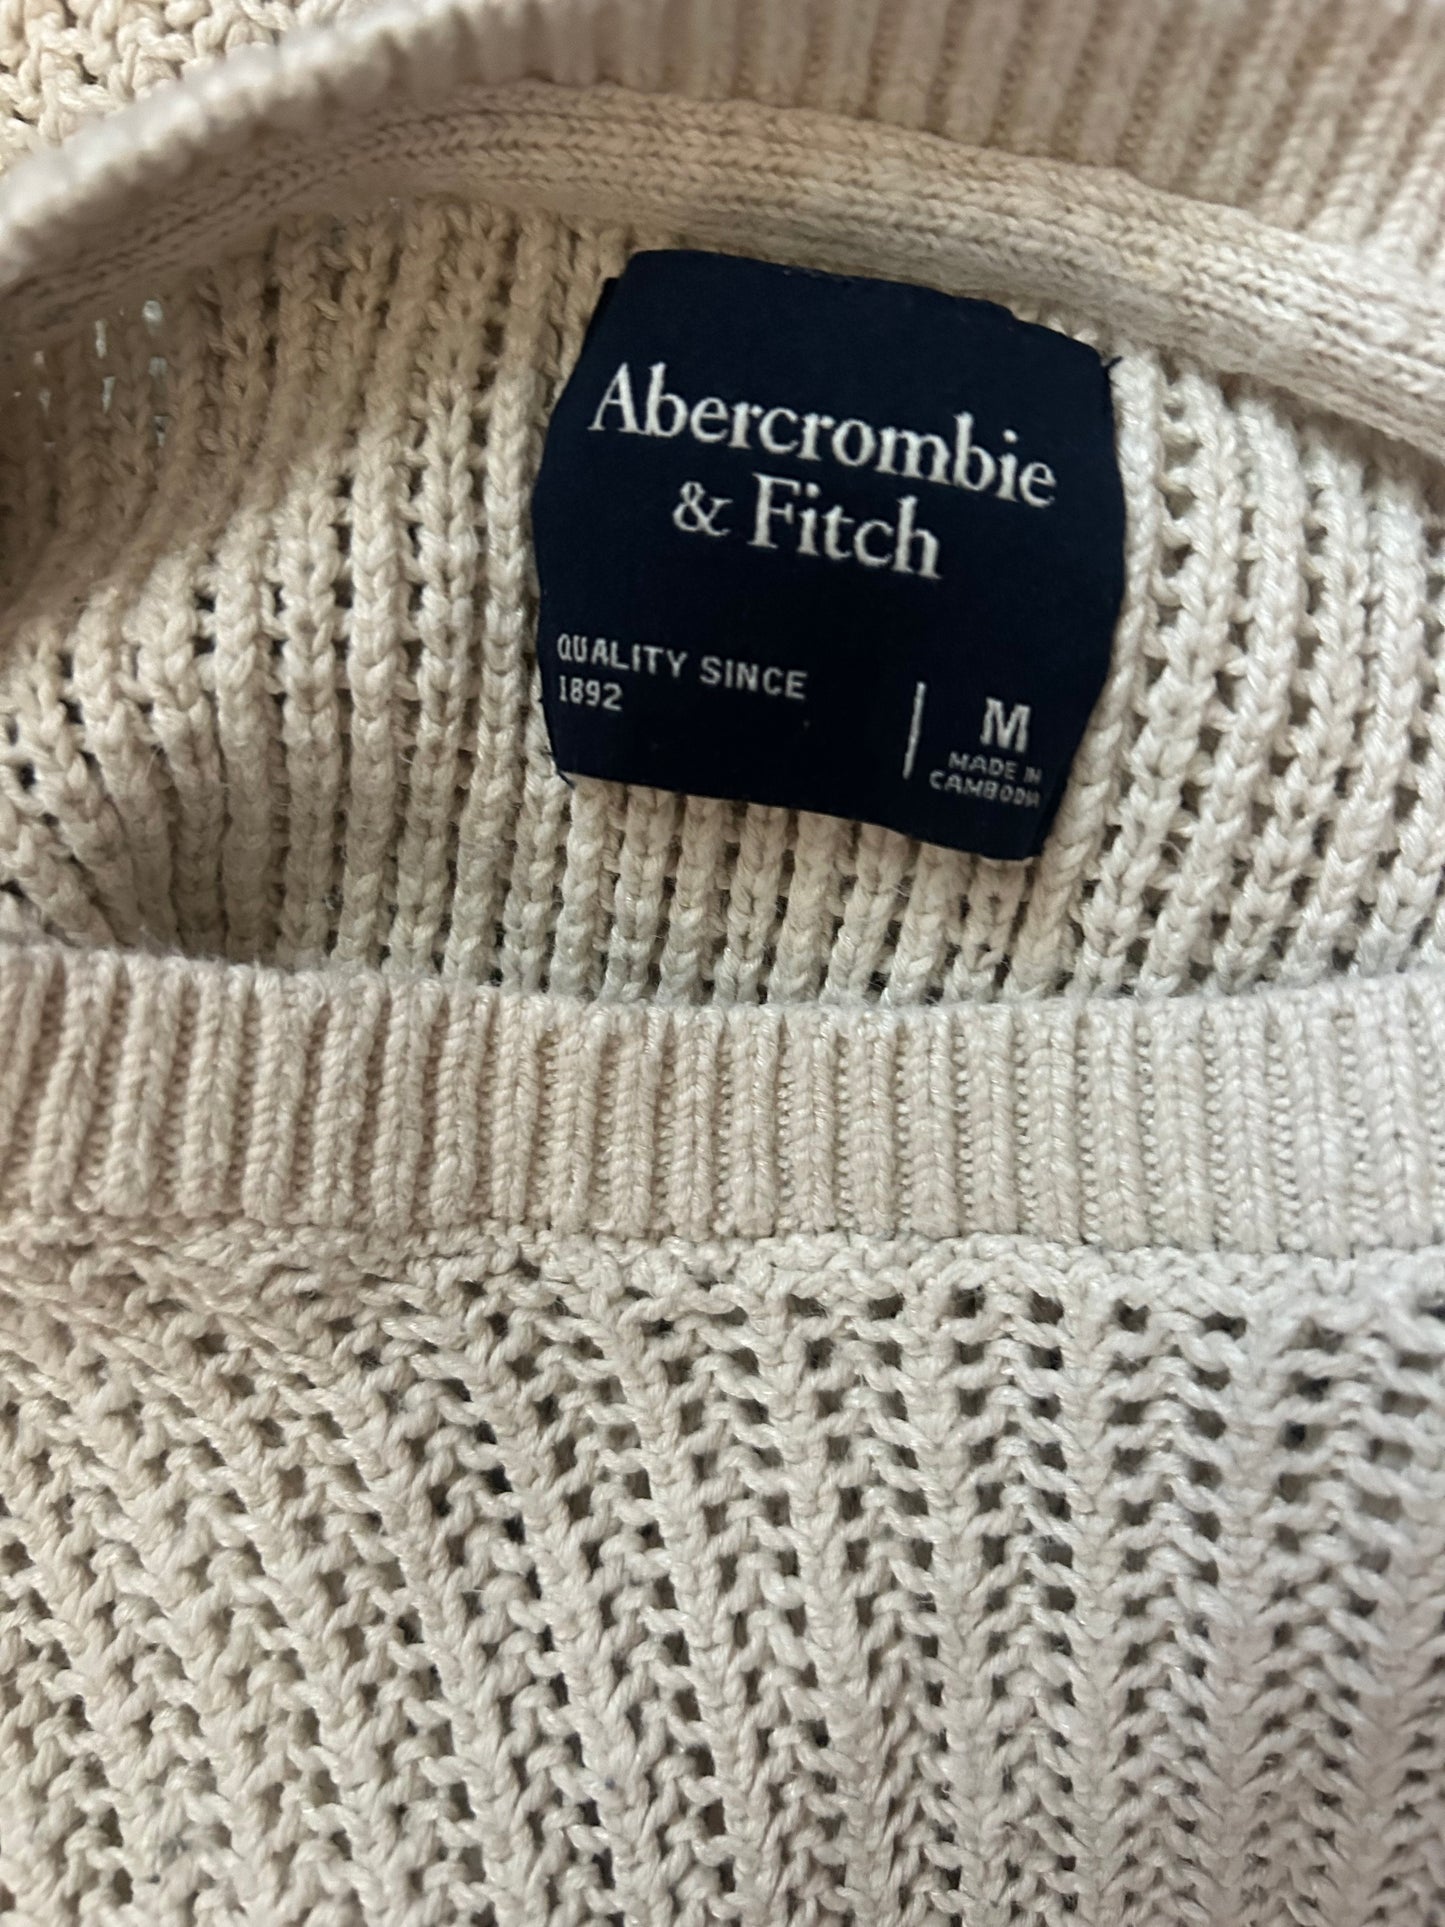 Abercrombie
& Fitch
QUALITY SINCE
1892
M
MADE IN
CAMBODIA